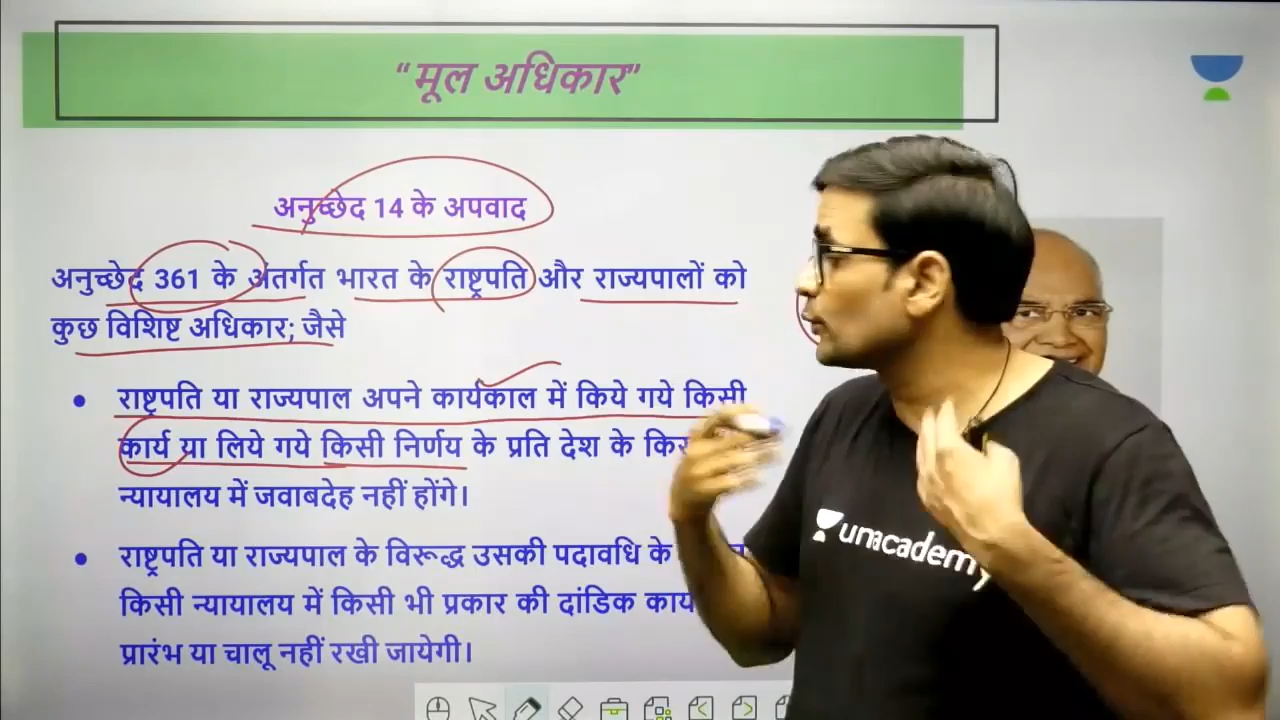 “मूल अधिकार”
अनुच्छेद 14 के अपवाद
अनुच्छेद 361 के अंतर्गत भारत के राष्ट्रपति और राज्यपालों को
कुछ विशिष्ट अधिकार; जैसे
राष्ट्रपति या राज्यपाल अपने कार्यकाल में किये गये किसी
कार्य या लिये गये किसी निर्णय के प्रति देश के
न्यायालय में जवाबदेह नहीं होंगे।
राष्ट्रपति या राज्यपाल के विरूद्ध उसकी पदावधि के
किसी न्यायालय में किसी भी प्रकार की दांडिक
प्रारंभ या चालू नहीं रखी जायेगी।
unacademy